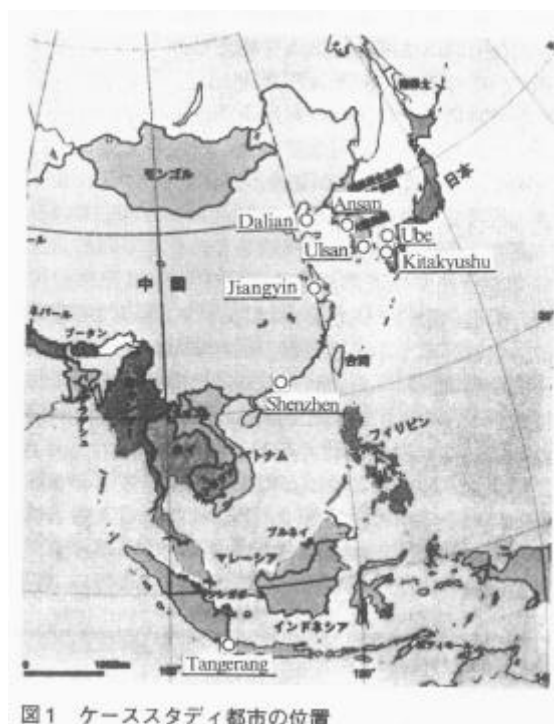 モンゴル
日本
Ansan
Dalian
Ube
Ulsan
Kitakyushu
Jiangyin
中国
ネパール
ブータン
台湾
Shenzhen
フィリピン
ベトナム
ブルネイ
マレーシア
インドネシア
Tangerang
図1 ケーススタディ都市の位置